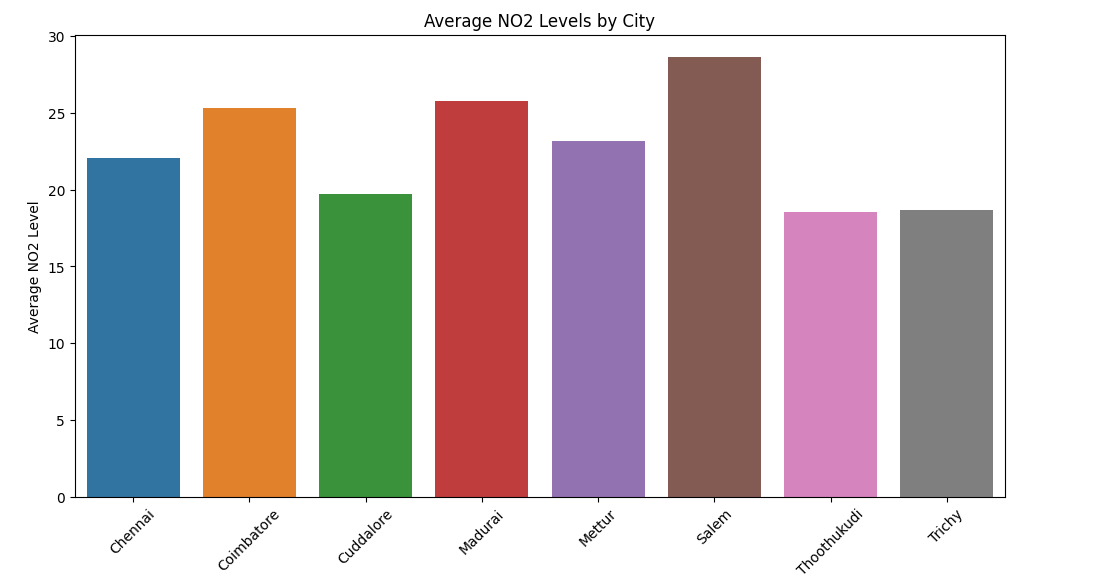 Average NO2 Levels by City
Average NO2 Level
30
25
20
15
10
5
0
Chennai
Coimbatore
Cuddalore
Madurai
Mettur
Salem
Thoothukudi
Trichy